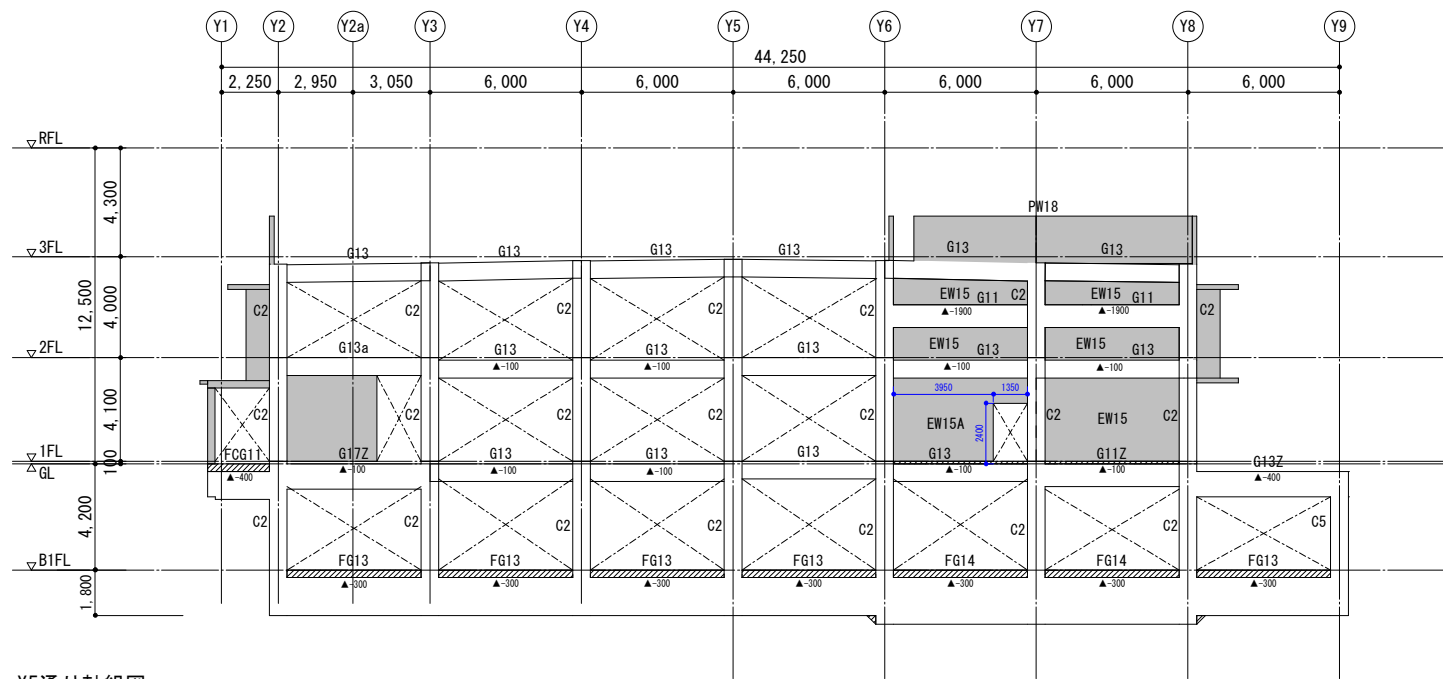 Y1 Y2 Y2a Y3 Y4 Y5 Y6 Y7 Y8 Y9
44,250
2,250 2,950 3,050 6,000 6,000 6,000 6,000 6,000 6,000
▽RFL
4,300
PW18
▽3FL
G13 G13 G13 G13 G13 G13
12,500
4,000
C2 C2 C2 C2 C2 EW15 G11 C2 EW15 G11 C2
▲-1900 ▲-1900
EW15 G13 EW15 G13
▽2FL
G13a G13 G13 G13
▲-100 ▲-100 ▲-100 ▲-100
4,100
3950 1350
C2 C2 C2 C2 C2 EW15A 2400 C2 EW15 C2
▽1FL
FCG11 G17Z G13 G13 G13 G13 G11Z G13Z
100
▽GL
▲-400 ▲-100 ▲-100 ▲-100 ▲-100 ▲-100 ▲-400
4,200
C2 C2 C2 C2 C2 C2 C2 C5
▽B1FL
FG13 FG13 FG13 FG13 FG14 FG14 FG13
▲-300 ▲-300 ▲-300 ▲-300 ▲-300 ▲-300 ▲-300
1,800